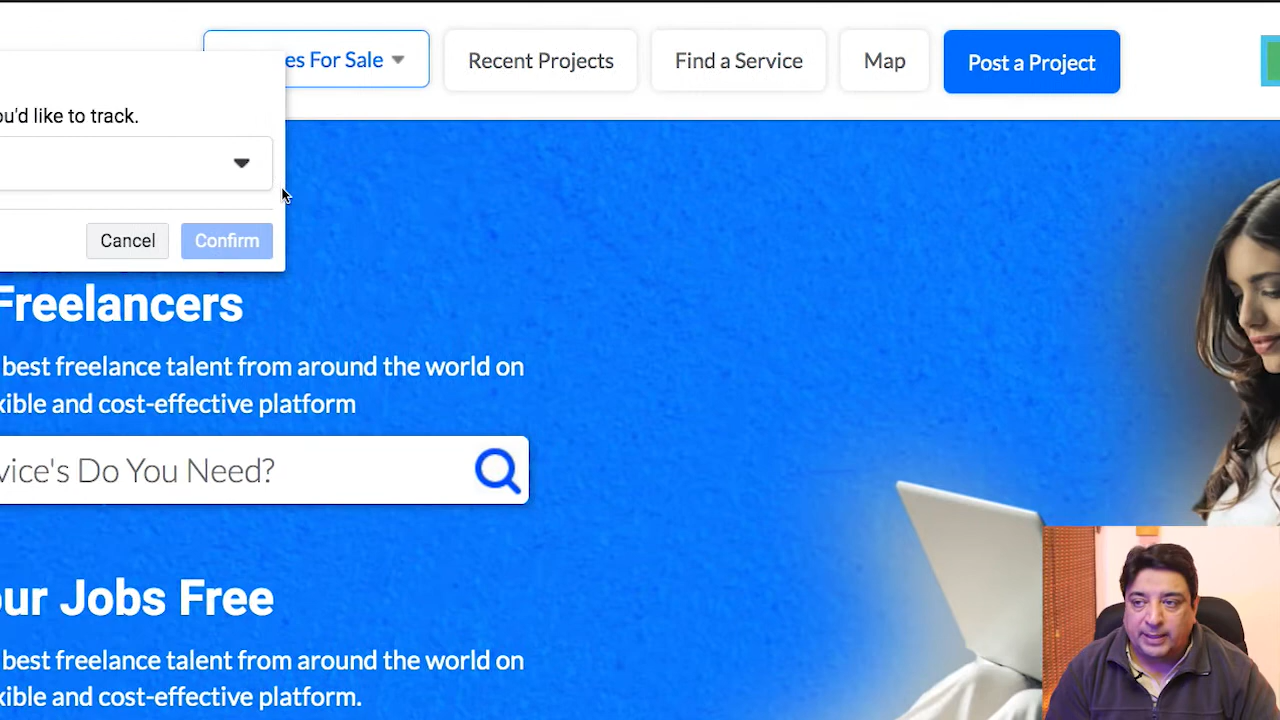 es For Sale
Recent Projects
Find a Service
Map
Post a Project
ou'd like to track.
Cancel
Confirm
Freelancers
best freelance talent from around the world on
xible and cost-effective platform
vice's Do You Need?
our Jobs Free
best freelance talent from around the world on
xible and cost-effective platform.